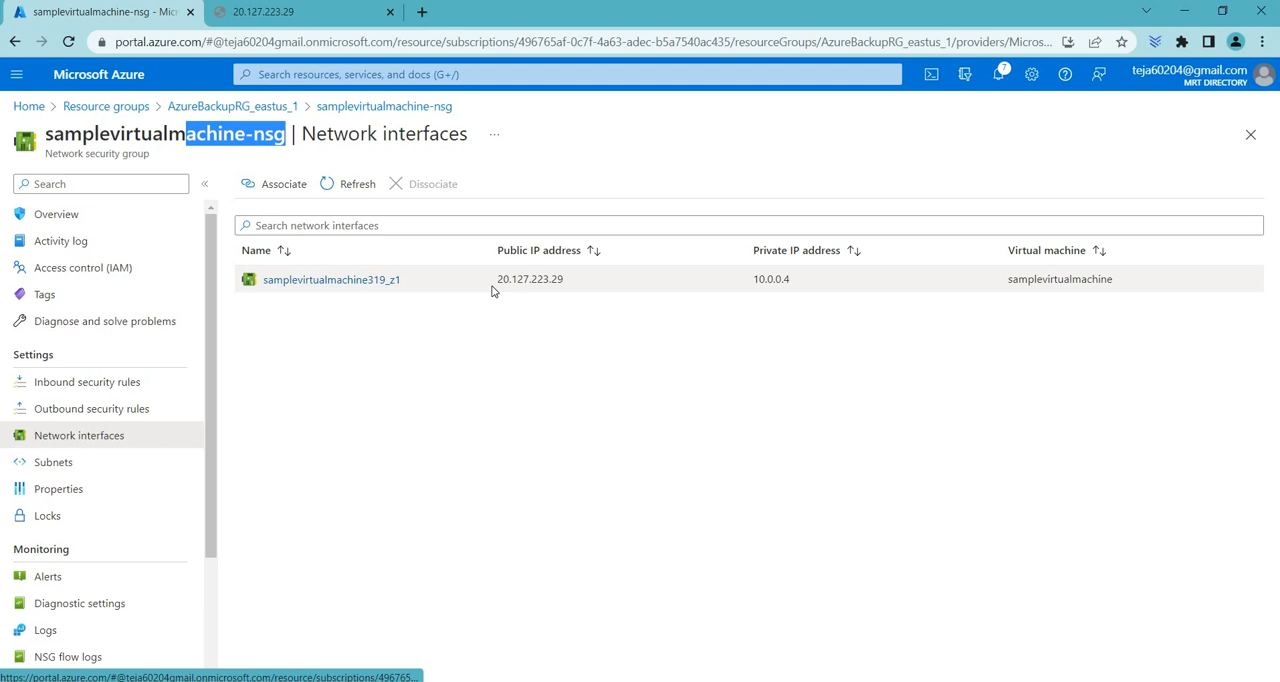 samplevirtualmachine-nsg - Mic
20.127.223.29
portal.azure.com/#@teja60204gmail.onmicrosoft.com/resource/subscriptions/496765af-0c7f-4a63-adec-b5a7540ac435/resourceGroups/AzureBackupRG_eastus_1/providers/Micros...
Microsoft Azure
Search resources, services, and docs (G+/)
7
teja60204@gmail.com
MRT DIRECTORY
Home > Resource groups > AzureBackupRG_eastus_1 > samplevirtualmachine-nsg
samplevirtualmachine-nsg | Network interfaces ...
Network security group
Search
Associate
Refresh
Dissociate
Search network interfaces
Name
Public IP address
Private IP address
Virtual machine
samplevirtualmachine319_z1
20.127.223.29
10.0.0.4
samplevirtualmachine
Overview
Activity log
Access control (IAM)
Tags
Diagnose and solve problems
Settings
Inbound security rules
Outbound security rules
Network interfaces
Subnets
Properties
Locks
Monitoring
Alerts
Diagnostic settings
Logs
NSG flow logs
https://portal.azure.com/#@teja60204gmail.onmicrosoft.com/resource/subscriptions/496765...